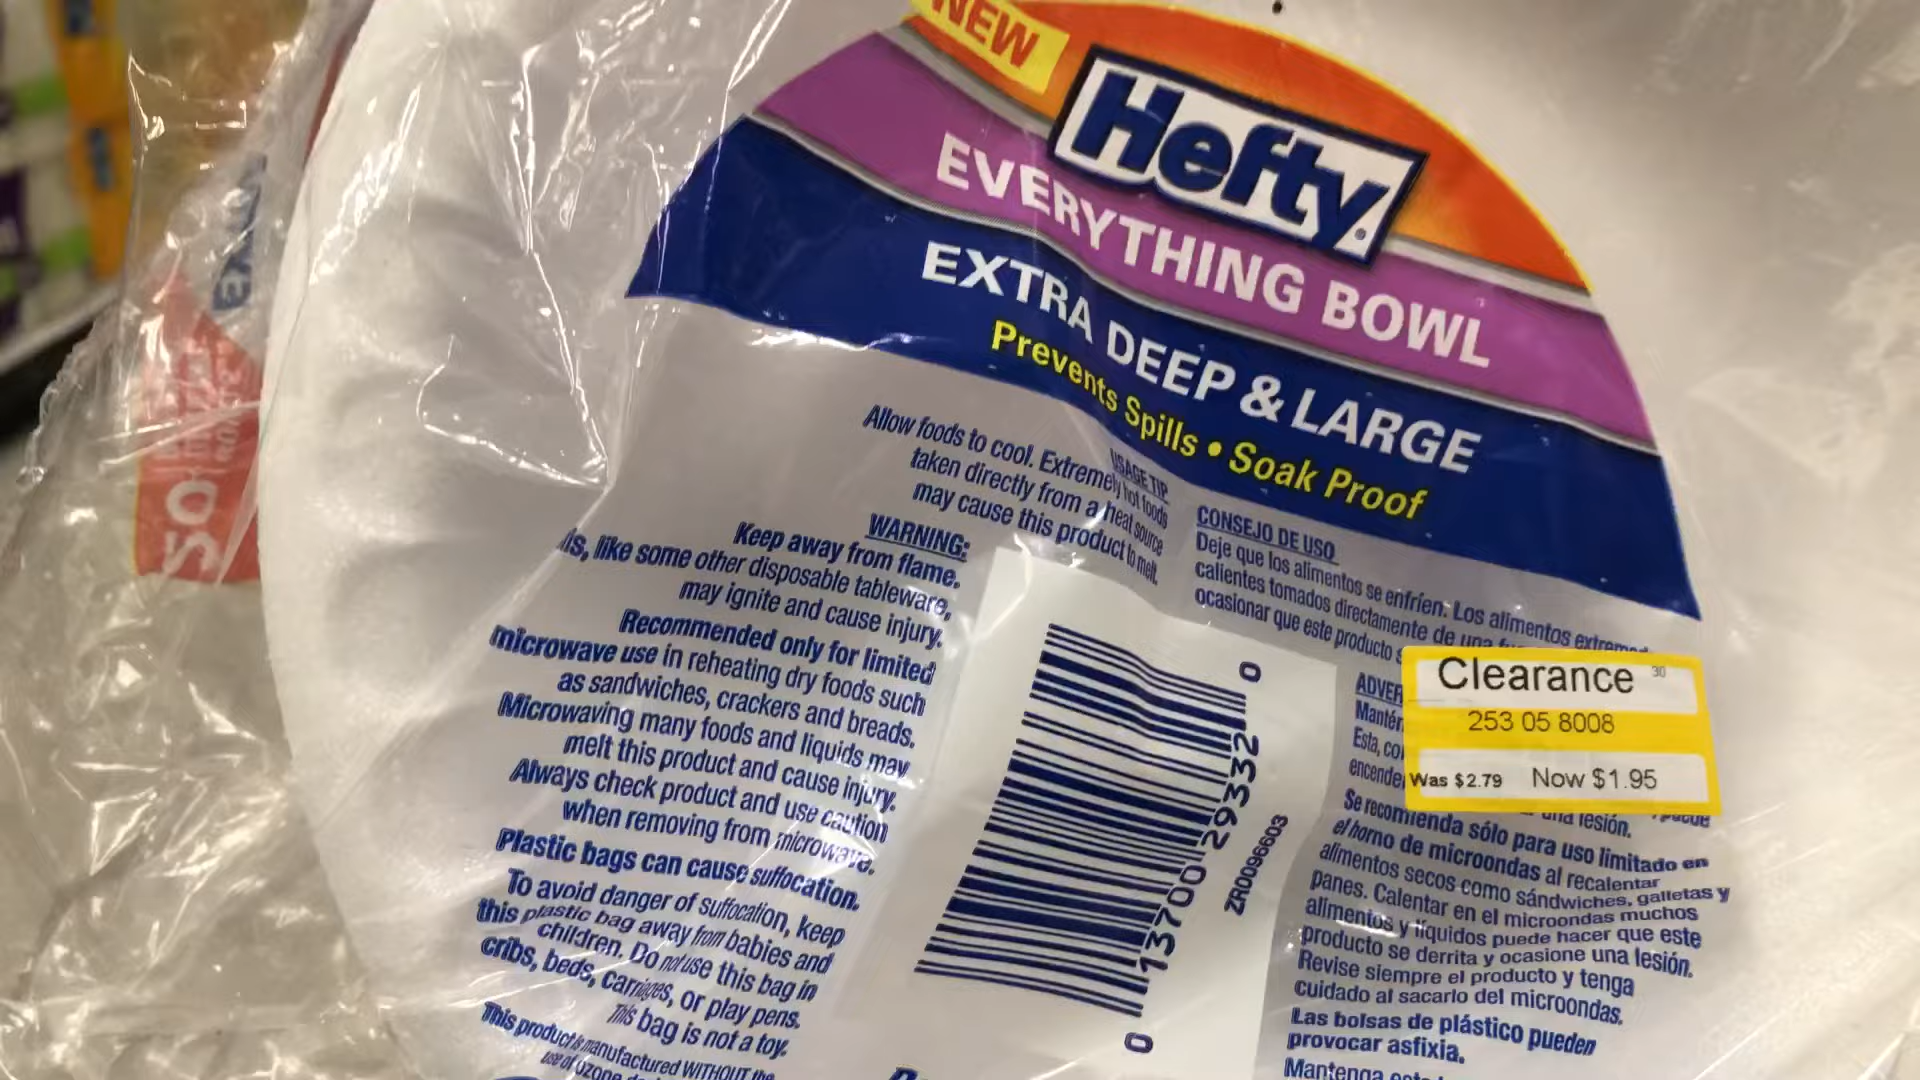 NEW
Hefty
EVERYTHING BOWL
EXTRA DEEP & LARGE
Prevents Spills • Soak Proof
USAGE TIP
Allow foods to cool. Extremely hot foods
taken directly from a heat source
may cause this product to melt.
WARNING:
Keep away from flame.
like some other disposable tableware,
may ignite and cause injury.
Recommended only for limited
microwave use in reheating dry foods such
as sandwiches, crackers and breads.
Microwaving many foods and liquids may
melt this product and cause injury.
Always check product and use caution
when removing from microwave.
Plastic bags can cause suffocation.
To avoid danger of suffocation, keep
this plastic bag away from babies and
children. Do not use this bag in
cribs, beds, carriages, or play pens.
This bag is not a toy.
This product is manufactured WITHOUT the
use of
CONSEJO DE USO
Deje que los alimentos se enfríen. Los alimentos
calientes tomados directamente de una
ocasionar que este producto
Clearance 30
253 05 8008
Was $2.79 Now $1.95
una lesión.
Se recomienda sólo para uso limitado en
el horno de microondas al recalentar
alimentos secos como sándwiches, galletas y
panes. Calentar en el microondas muchos
alimentos y líquidos puede hacer que este
producto se derrita y ocasione una lesión.
Revise siempre el producto y tenga
cuidado al sacarlo del microondas.
Las bolsas de plástico pueden
provocar asfixia.
Mantenga
0 13700 29332 0
ZR0096603